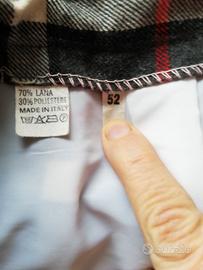 70% LANA
30% POLIESTERE
MADE IN ITALY
52